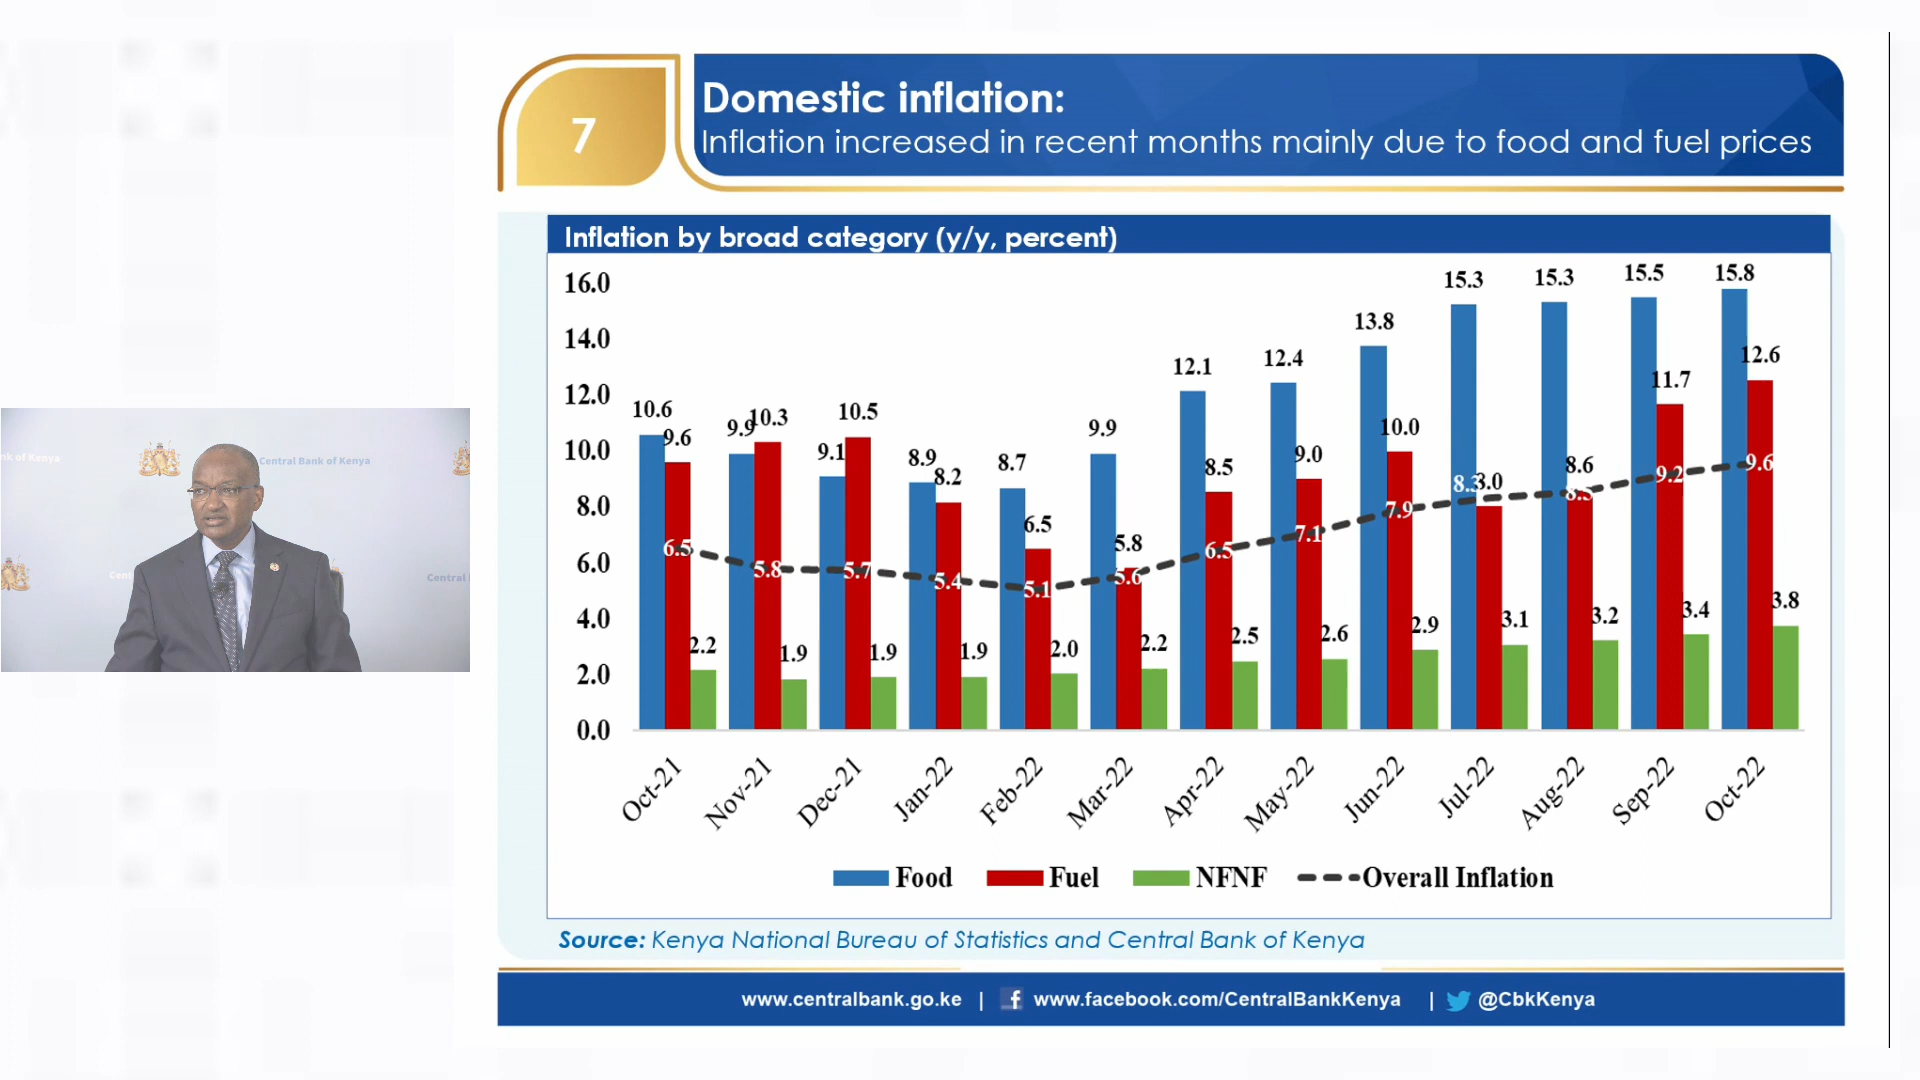 7
Domestic inflation:
Inflation increased in recent months mainly due to food and fuel prices
Inflation by broad category (y/y, percent)
16.0
14.0
12.0
10.0
8.0
6.0
4.0
2.0
0.0
10.6 9.6 2.2 6.5
9.9 10.3 1.9 5.8
9.1 10.5 1.9 5.7
8.9 8.2 1.9 5.4
8.7 6.5 2.0 5.1
9.9 5.8 2.2 5.6
12.1 8.5 2.5 6.5
12.4 9.0 2.6 7.1
13.8 10.0 2.9 7.9
15.3 8.0 3.1 8.3
15.3 8.6 3.2 8.5
15.5 11.7 3.4 9.2
15.8 12.6 3.8 9.6
Oct-21 Nov-21 Dec-21 Jan-22 Feb-22 Mar-22 Apr-22 May-22 Jun-22 Jul-22 Aug-22 Sep-22 Oct-22
Food Fuel NFNF Overall Inflation
Source: Kenya National Bureau of Statistics and Central Bank of Kenya
www.centralbank.go.ke | www.facebook.com/CentralBankKenya | @CbkKenya
nk of Kenya
Central Bank of Kenya
Cent
Central